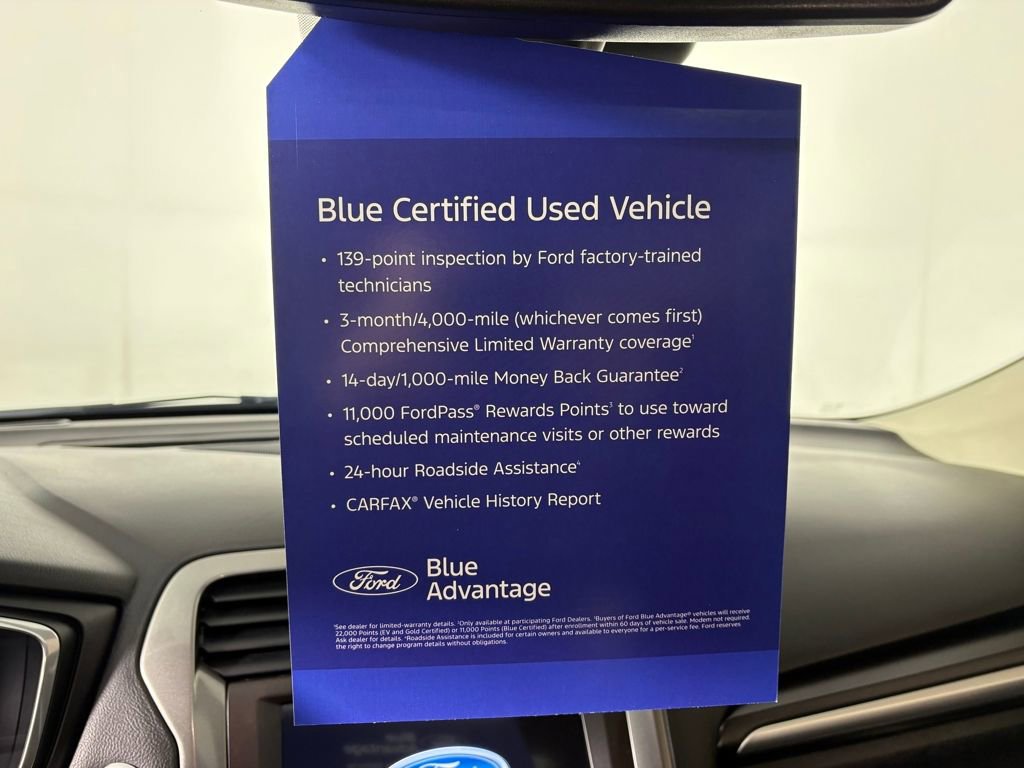 Blue Certified Used Vehicle
• 139-point inspection by Ford factory-trained
technicians
• 3-month/4,000-mile (whichever comes first)
Comprehensive Limited Warranty coverage¹
• 14-day/1,000-mile Money Back Guarantee²
• 11,000 FordPass® Rewards Points³ to use toward
scheduled maintenance visits or other rewards
• 24-hour Roadside Assistance⁴
• CARFAX® Vehicle History Report
Ford
Blue
Advantage
¹See dealer for limited-warranty details. ²Only available at participating Ford Dealers. ³Buyers of Ford Blue Advantage® vehicles will receive
22,000 Points (EV and Gold Certified) or 11,000 Points (Blue Certified) after enrollment within 60 days of vehicle sale. Modem not required.
Ask dealer for details. ⁴Roadside Assistance is included for certain owners and available to everyone for a per-service fee. Ford reserves
the right to change program details without obligations.
Ford